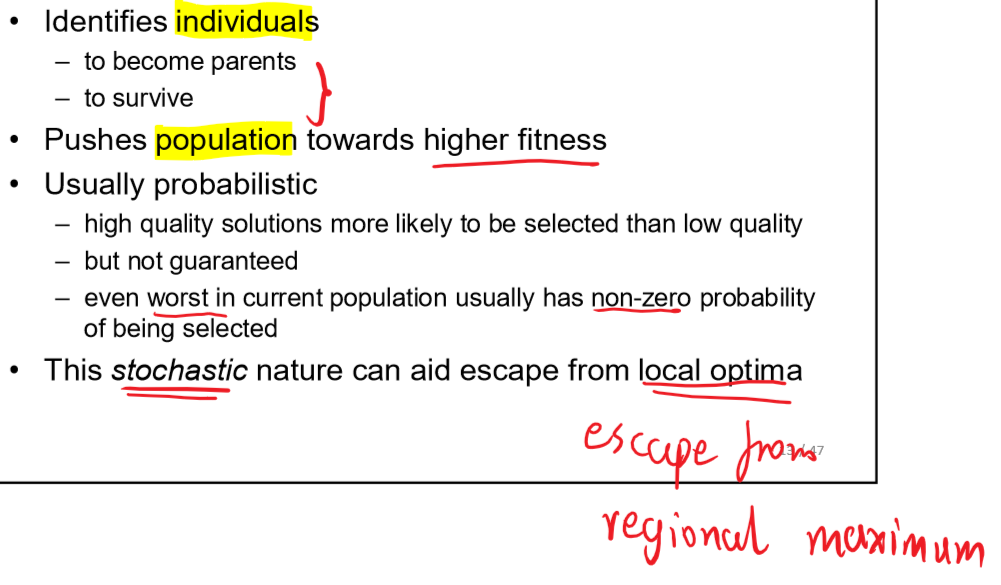 • Identifies individuals
– to become parents
– to survive
• Pushes population towards higher fitness
• Usually probabilistic
– high quality solutions more likely to be selected than low quality
– but not guaranteed
– even worst in current population usually has non-zero probability
of being selected
• This stochastic nature can aid escape from local optima
escape from
/ 47
regional maximum